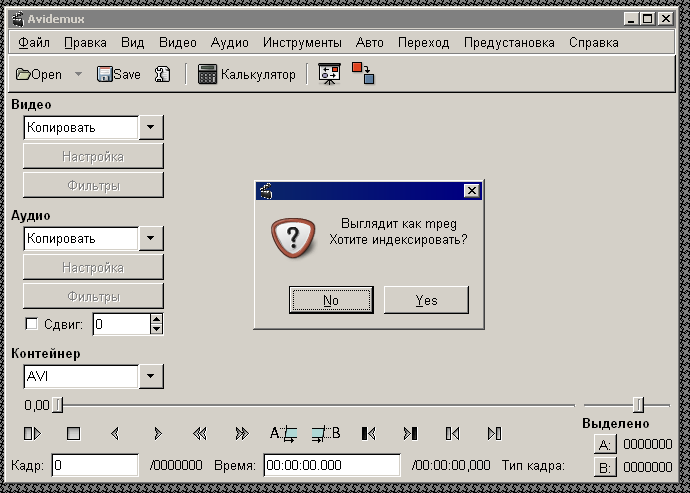 Avidemux
Файл Правка Вид Видео Аудио Инструменты Авто Переход Предустановка Справка
Open Save Калькулятор
Видео
Копировать
Настройка
Фильтры
Аудио
Копировать
Настройка
Фильтры
Сдвиг: 0
Контейнер
AVI
Выглядит как mpeg
Хотите индексировать?
No Yes
0,00
A B
Выделено
A: 0000000
B: 0000000
Кадр: 0 /0000000 Время: 00:00:00.000 /00:00:00,000 Тип кадра: